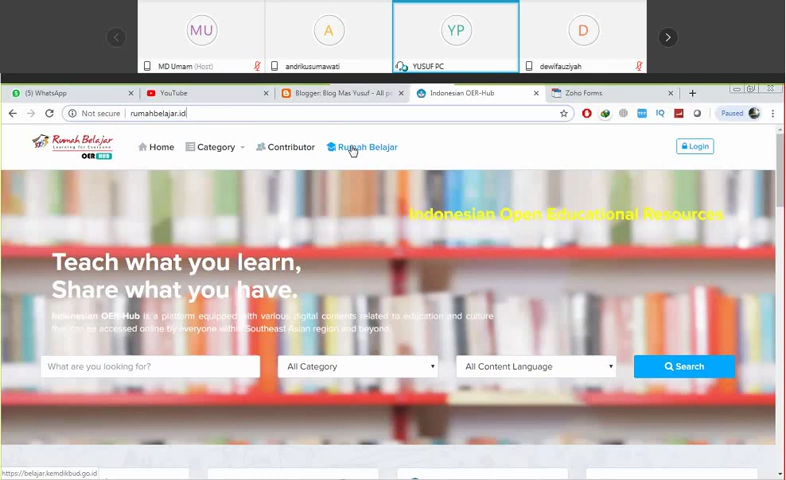 MU A YP D
MD Umam (Host) andrikusumawati YUSUF PC dewifauziyah
(5) WhatsApp YouTube Blogger: Blog Mas Yusuf - All po Indonesian OER-Hub Zoho Forms
Not secure rumahbelajar.id IQ Paused
Rumah Belajar
Learning for Everyone
OER HUB
Home Category Contributor Rumah Belajar Login
Indonesian Open Educational Resources
Teach what you learn,
Share what you have.
Indonesian OER-Hub is a platform equipped with various digital contents related to education and culture
that can be accessed online by everyone within Southeast Asian region and beyond.
What are you looking for? All Category All Content Language Search
https://belajar.kemdikbud.go.id